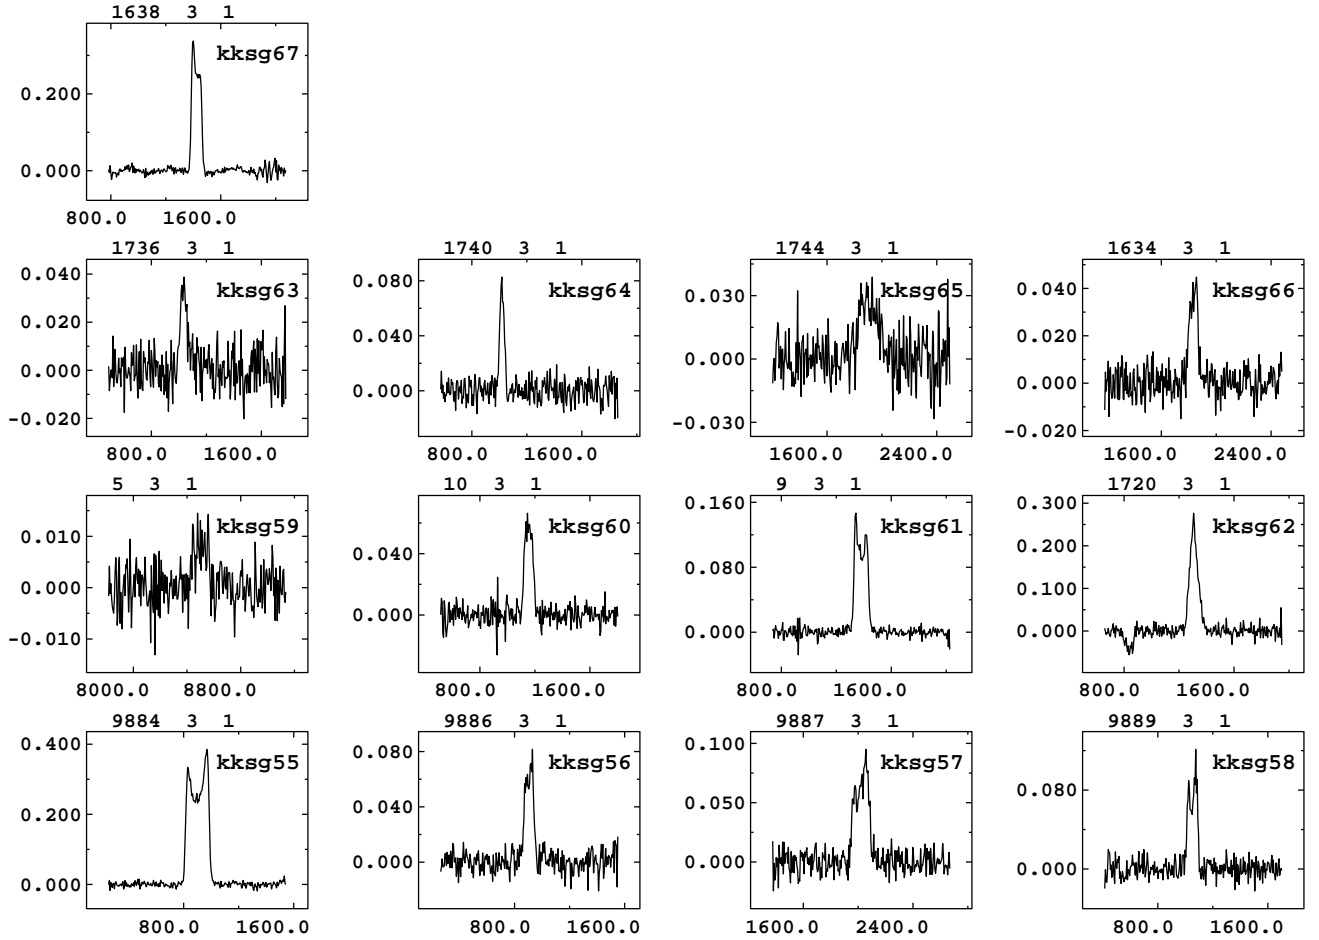 1638 3 1
kksg67
0.200
0.000
800.0 1600.0
1736 3 1 1740 3 1 1744 3 1 1634 3 1
kksg63 kksg64 kksg65 kksg66
0.040 0.080 0.030 0.040
0.020 0.040 0.000 0.020
0.000 0.000 -0.030 0.000
-0.020 -0.020
800.0 1600.0 800.0 1600.0 1600.0 2400.0 1600.0 2400.0
5 3 1 10 3 1 9 3 1 1720 3 1
kksg59 kksg60 kksg61 kksg62
0.010 0.040 0.160 0.300
0.000 0.000 0.080 0.200
-0.010 0.000 0.100
0.000
8000.0 8800.0 800.0 1600.0 800.0 1600.0 800.0 1600.0
9884 3 1 9886 3 1 9887 3 1 9889 3 1
kksg55 kksg56 kksg57 kksg58
0.400 0.080 0.100 0.080
0.200 0.040 0.050 0.000
0.000 0.000 0.000
800.0 1600.0 800.0 1600.0 1600.0 2400.0 800.0 1600.0